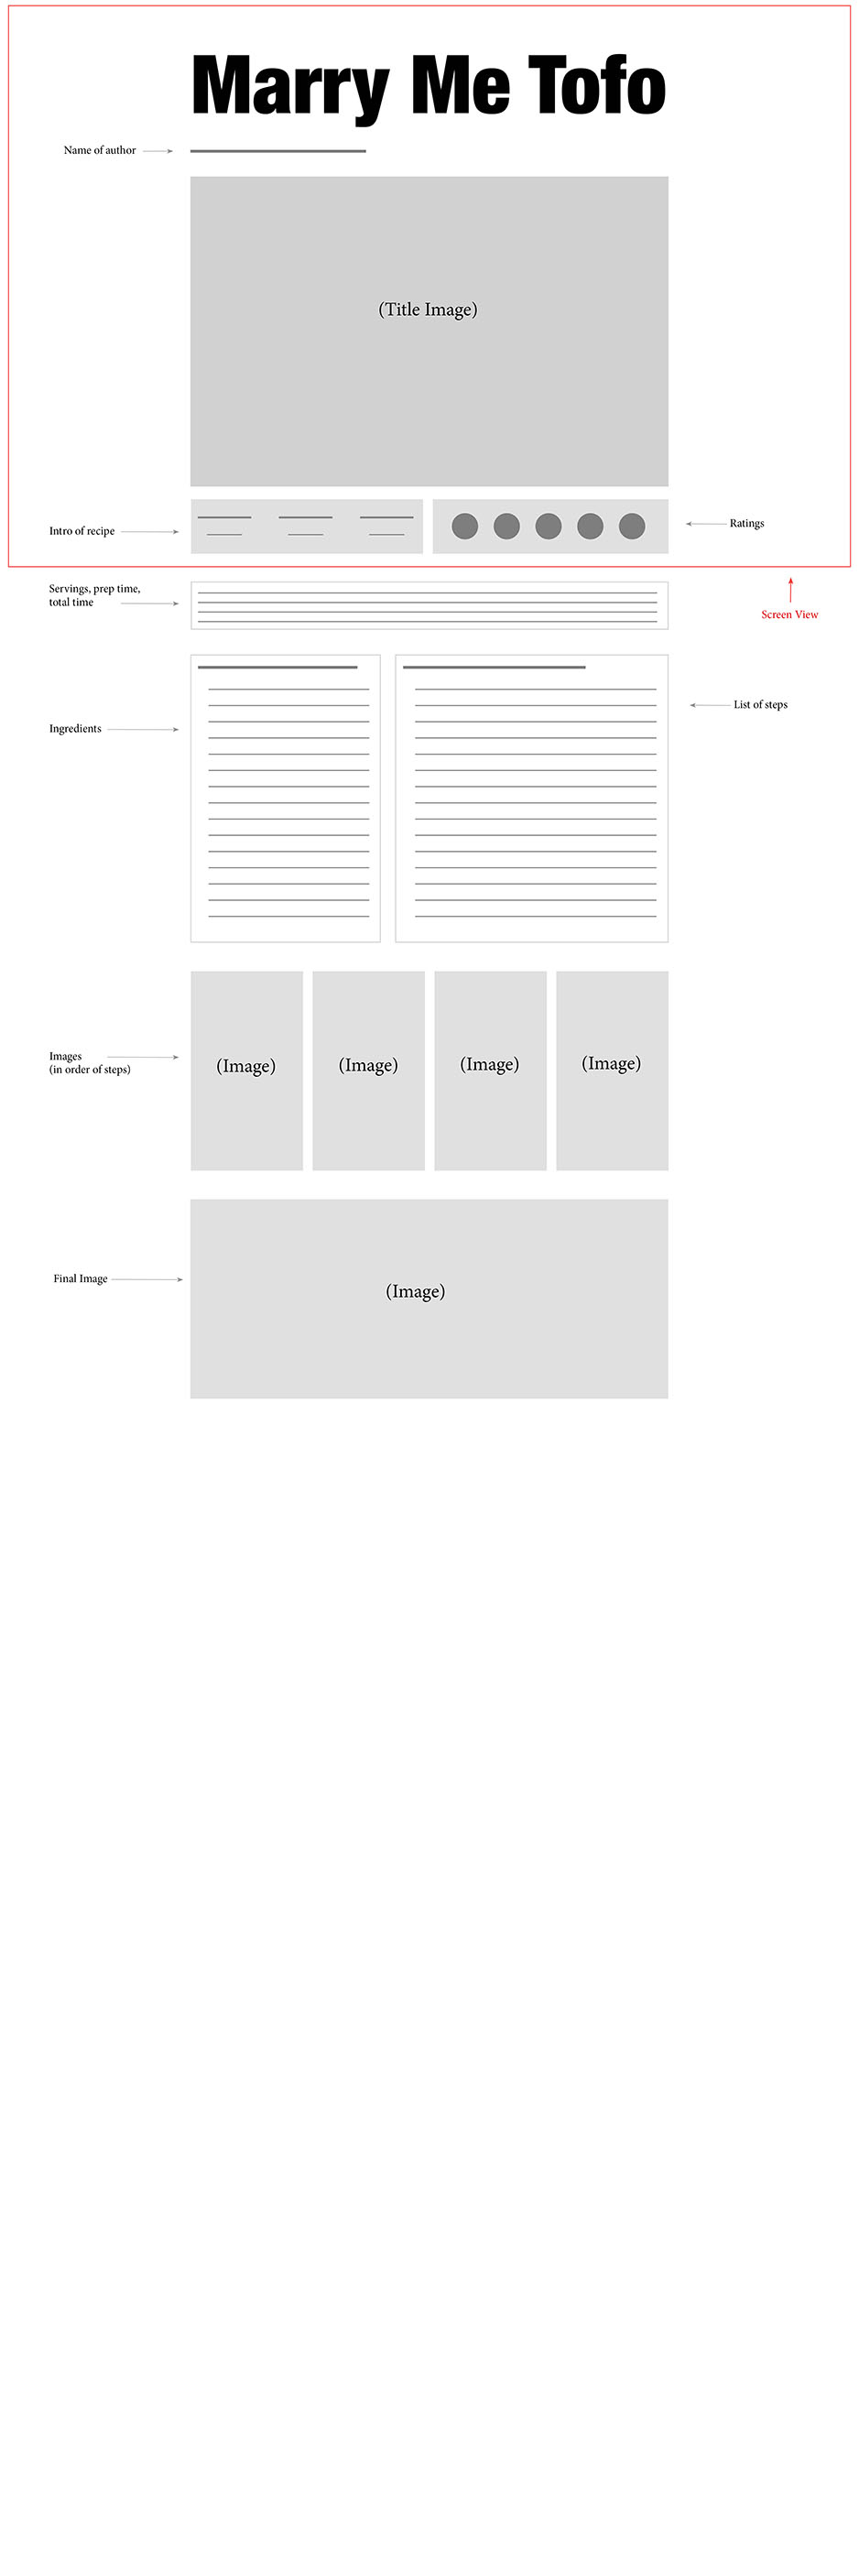 Marry Me Tofo
Name of author
(Title Image)
Intro of recipe
Ratings
Servings, prep time,
total time
Screen View
Ingredients
List of steps
Images
(in order of steps)
(Image)
(Image)
(Image)
(Image)
Final Image
(Image)